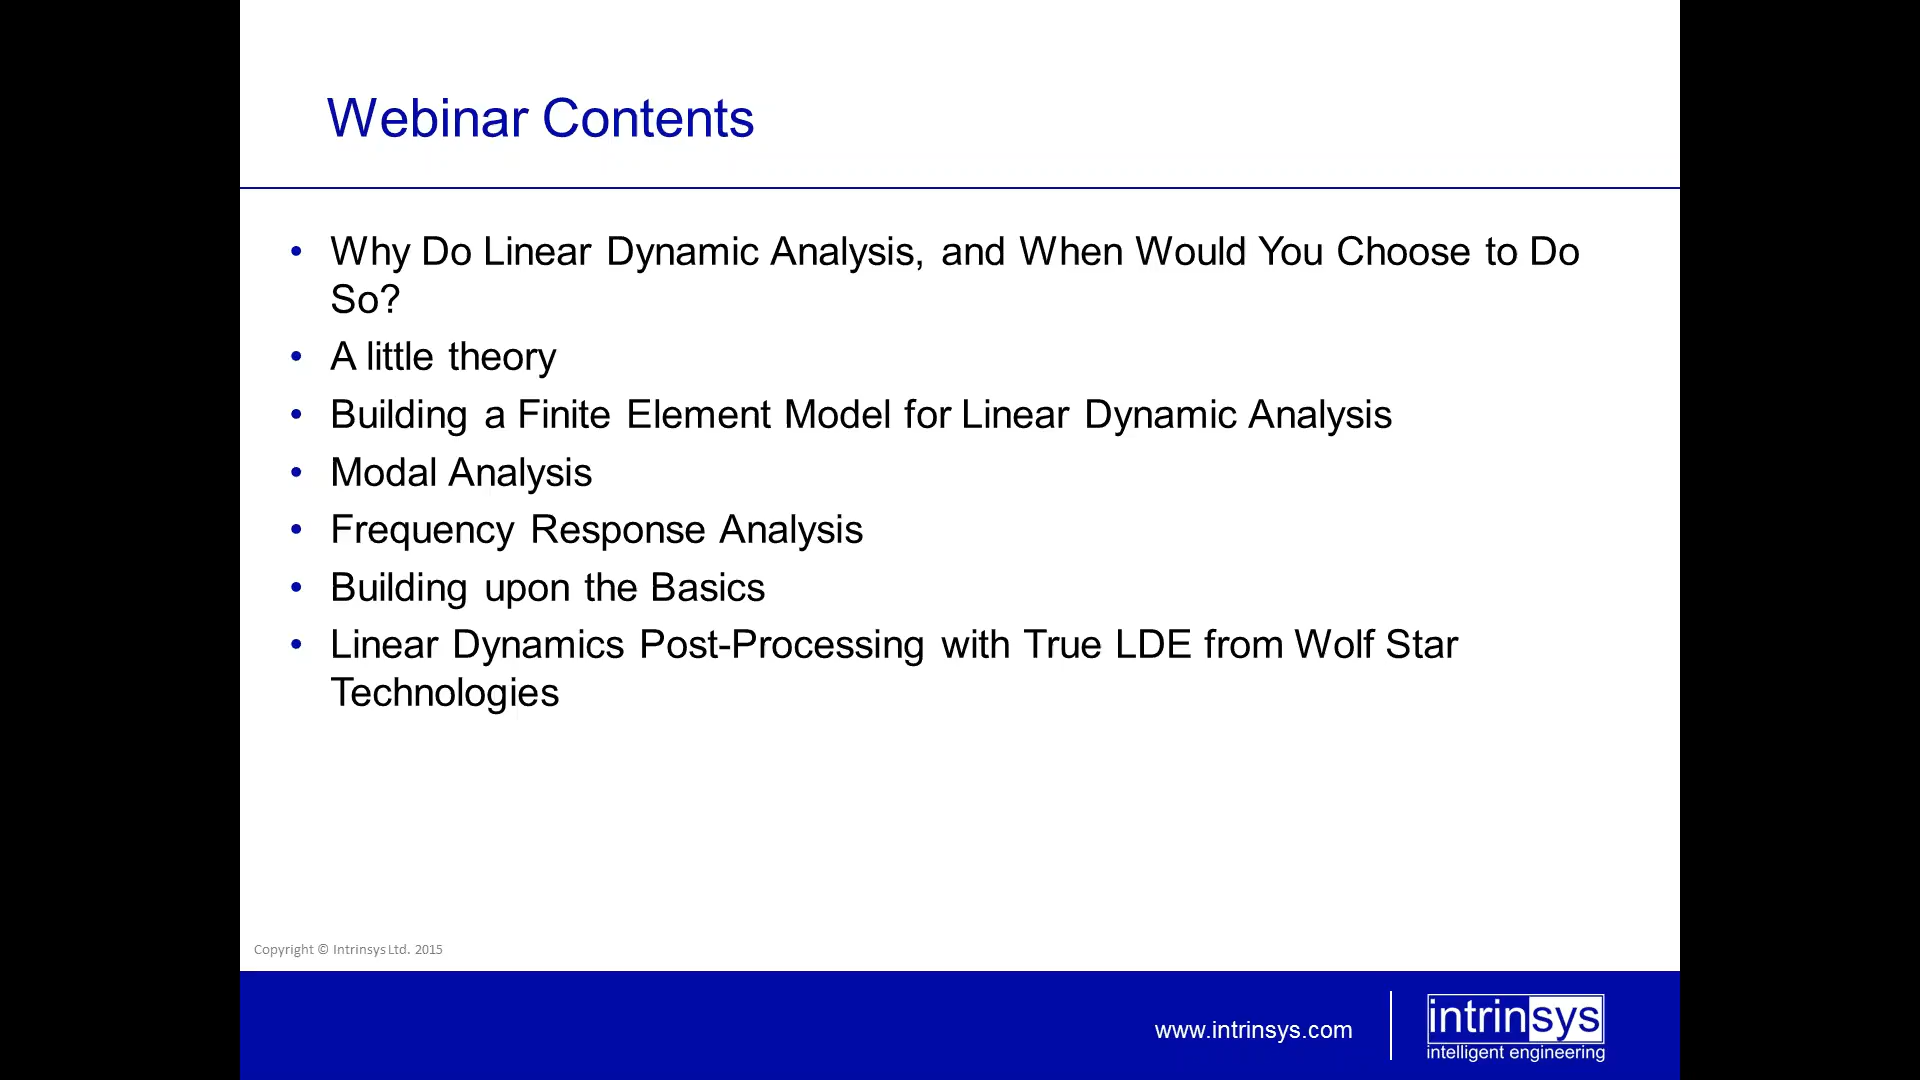 Webinar Contents
• Why Do Linear Dynamic Analysis, and When Would You Choose to Do
So?
• A little theory
• Building a Finite Element Model for Linear Dynamic Analysis
• Modal Analysis
• Frequency Response Analysis
• Building upon the Basics
• Linear Dynamics Post-Processing with True LDE from Wolf Star
Technologies
Copyright © Intrinsys Ltd. 2015
www.intrinsys.com
intrinsys
intelligent engineering